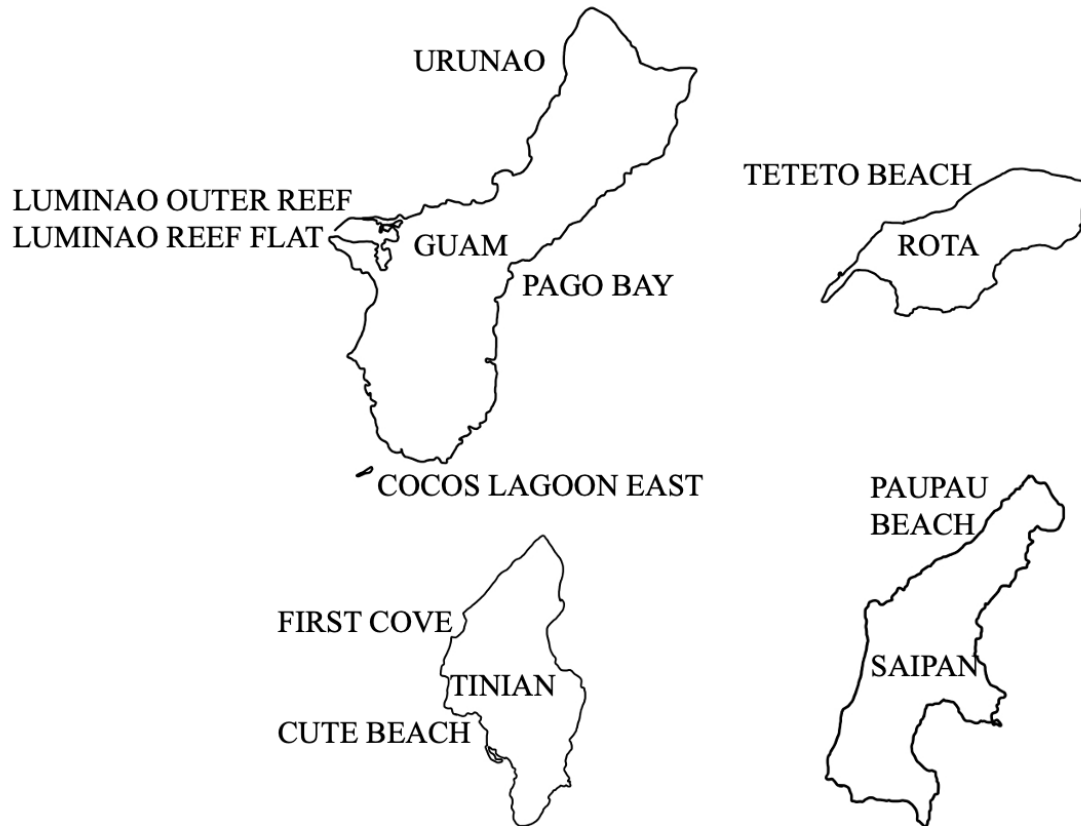 URUNAO
LUMINAO OUTER REEF
LUMINAO REEF FLAT
GUAM
PAGO BAY
COCOS LAGOON EAST
TETETO BEACH
ROTA
FIRST COVE
TINIAN
CUTE BEACH
PAUPAU
BEACH
SAIPAN